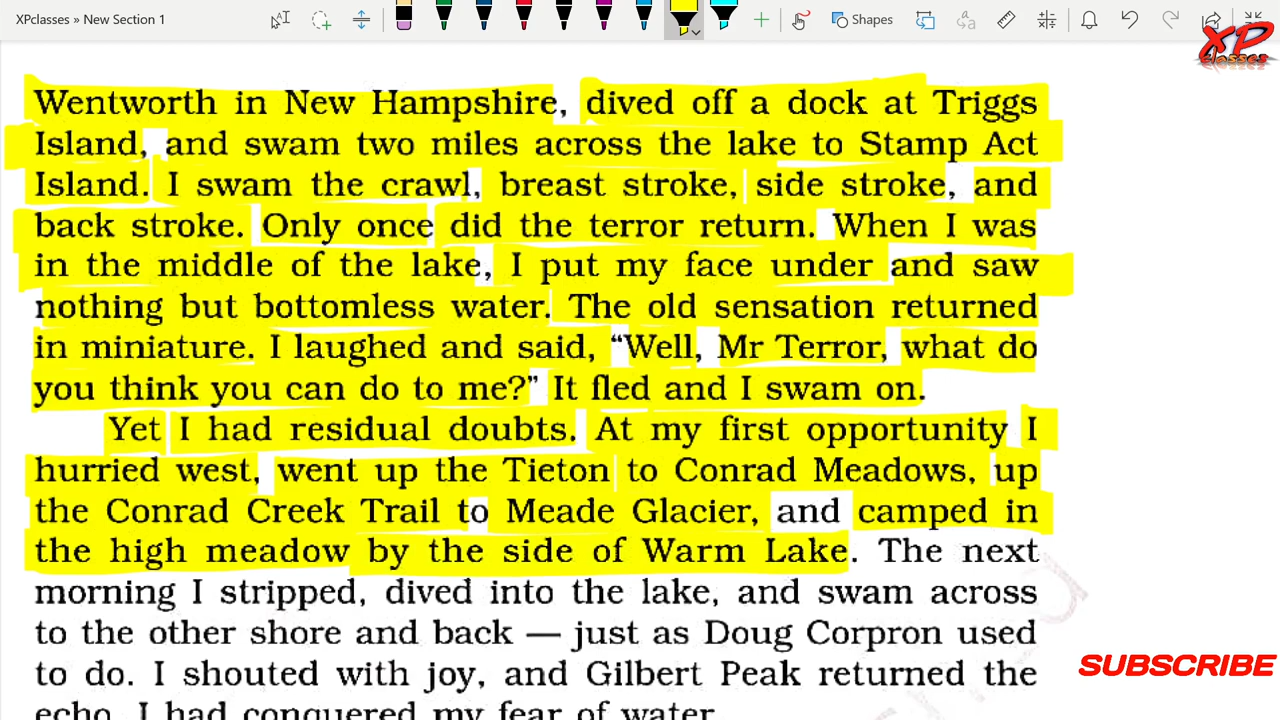 XPclasses » New Section 1
Shapes
XP
Classes
Wentworth in New Hampshire, dived off a dock at Triggs
Island, and swam two miles across the lake to Stamp Act
Island. I swam the crawl, breast stroke, side stroke, and
back stroke. Only once did the terror return. When I was
in the middle of the lake, I put my face under and saw
nothing but bottomless water. The old sensation returned
in miniature. I laughed and said, “Well, Mr Terror, what do
you think you can do to me?” It fled and I swam on.
Yet I had residual doubts. At my first opportunity I
hurried west, went up the Tieton to Conrad Meadows, up
the Conrad Creek Trail to Meade Glacier, and camped in
the high meadow by the side of Warm Lake. The next
morning I stripped, dived into the lake, and swam across
to the other shore and back — just as Doug Corpron used
to do. I shouted with joy, and Gilbert Peak returned the
echo. I had conquered my fear of water.
SUBSCRIBE